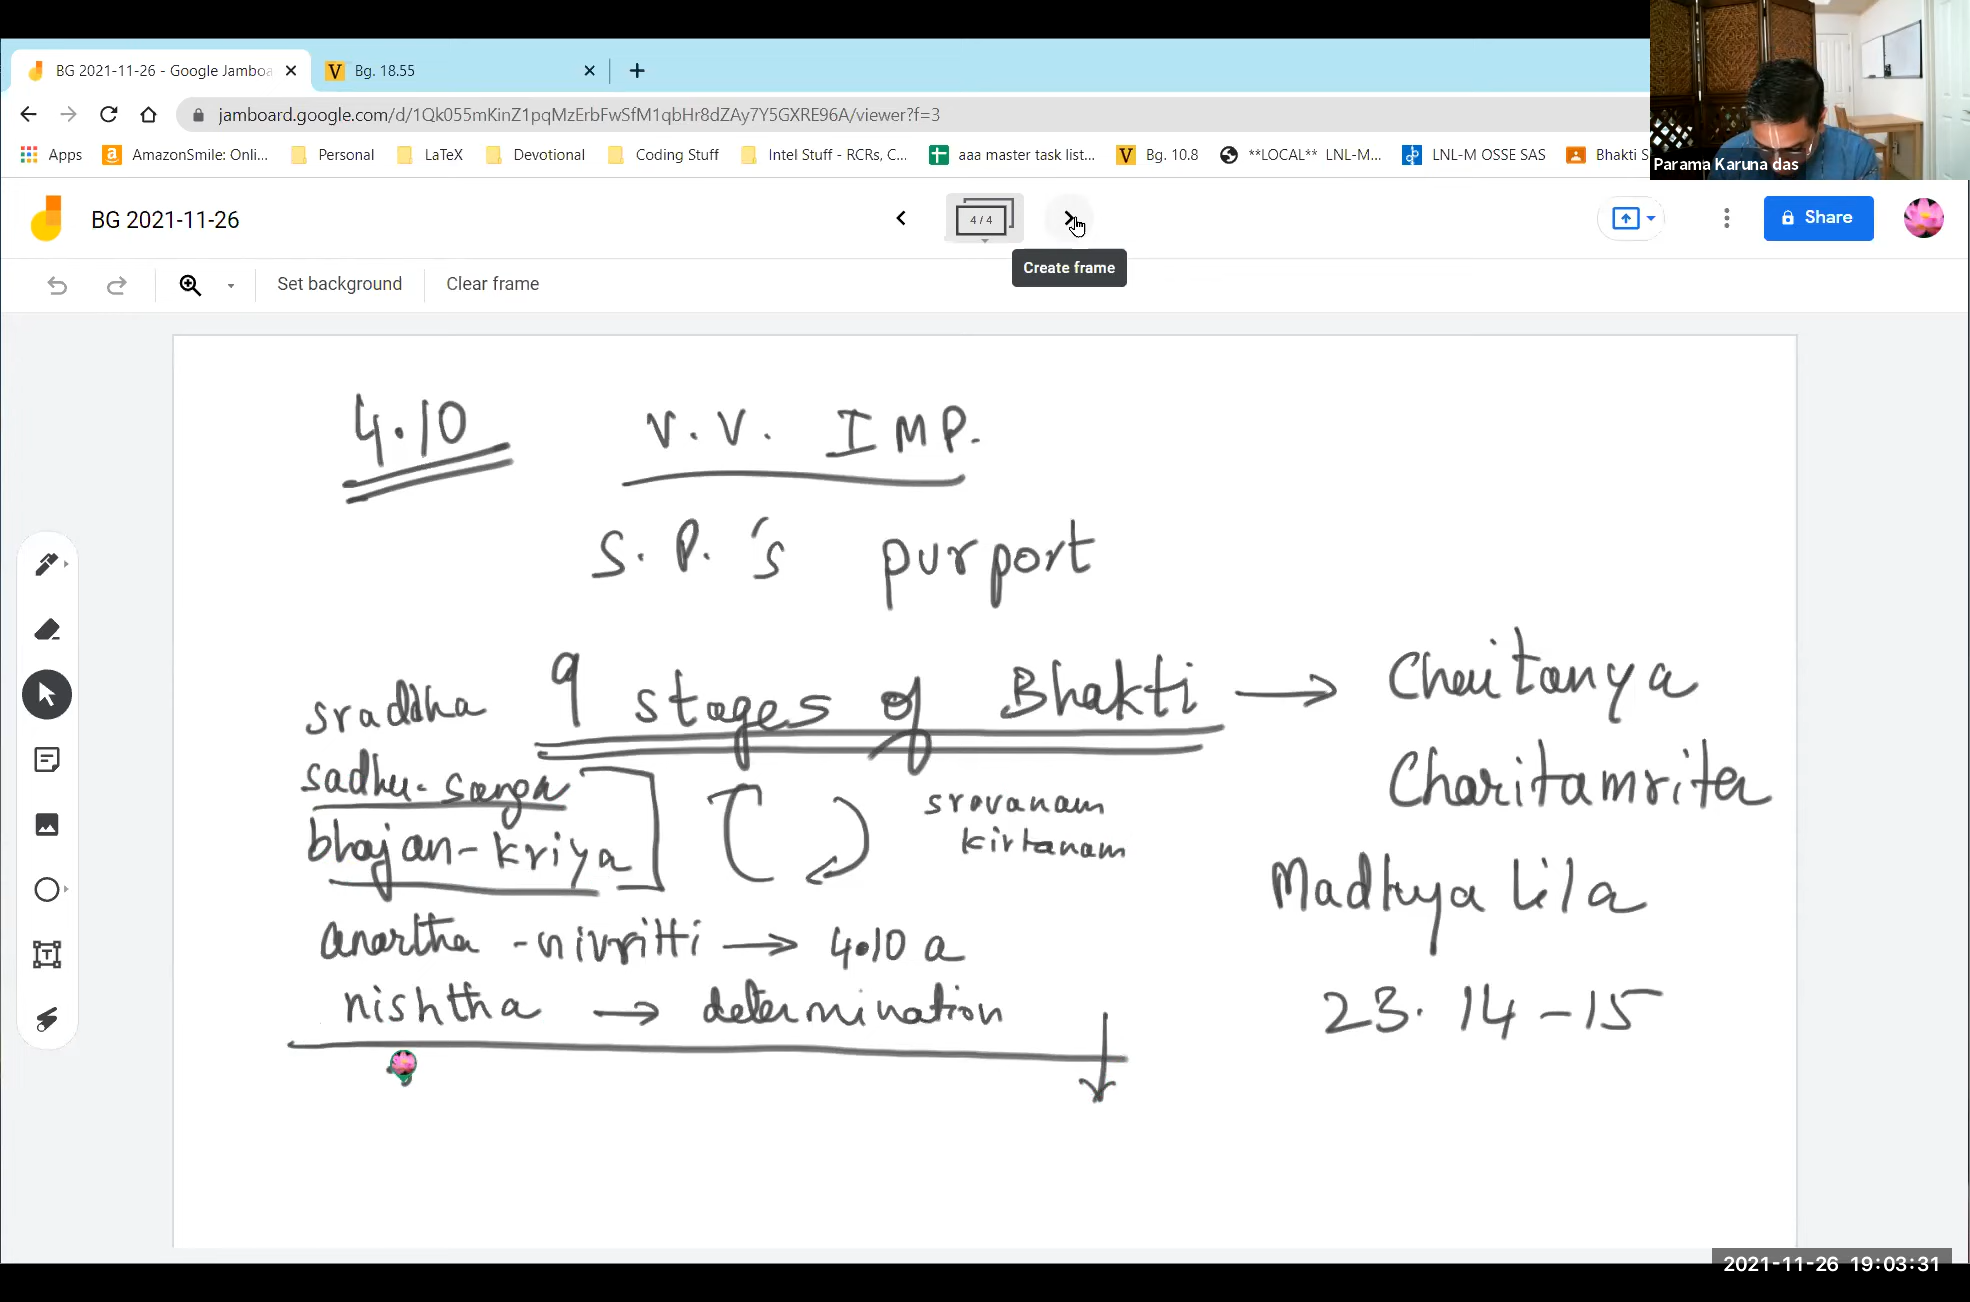 BG 2021-11-26 - Google Jamboa
Bg. 18.55
jamboard.google.com/d/1Qk055mKinZ1pqMzErbFwSfM1qbHr8dZAy7Y5GXRE96A/viewer?f=3
Apps AmazonSmile: Onli... Personal LaTeX Devotional Coding Stuff Intel Stuff - RCRs, C... aaa master task list... Bg. 10.8 **LOCAL** LNL-M... LNL-M OSSE SAS Bhakti S
Parama Karuna das
BG 2021-11-26
4 / 4
Share
Create frame
Set background Clear frame
4.10 V. V. IMP.
S. P.'s purport
9 stages of Bhakti → Chaitanya
Charitamrita
Madhya Lila
23. 14-15
sraddha
sadhu-sanga
bhajan-kriya
sravanam
kirtanam
anartha-nivritti → 4.10 a
nishtha → determination
2021-11-26 19:03:31